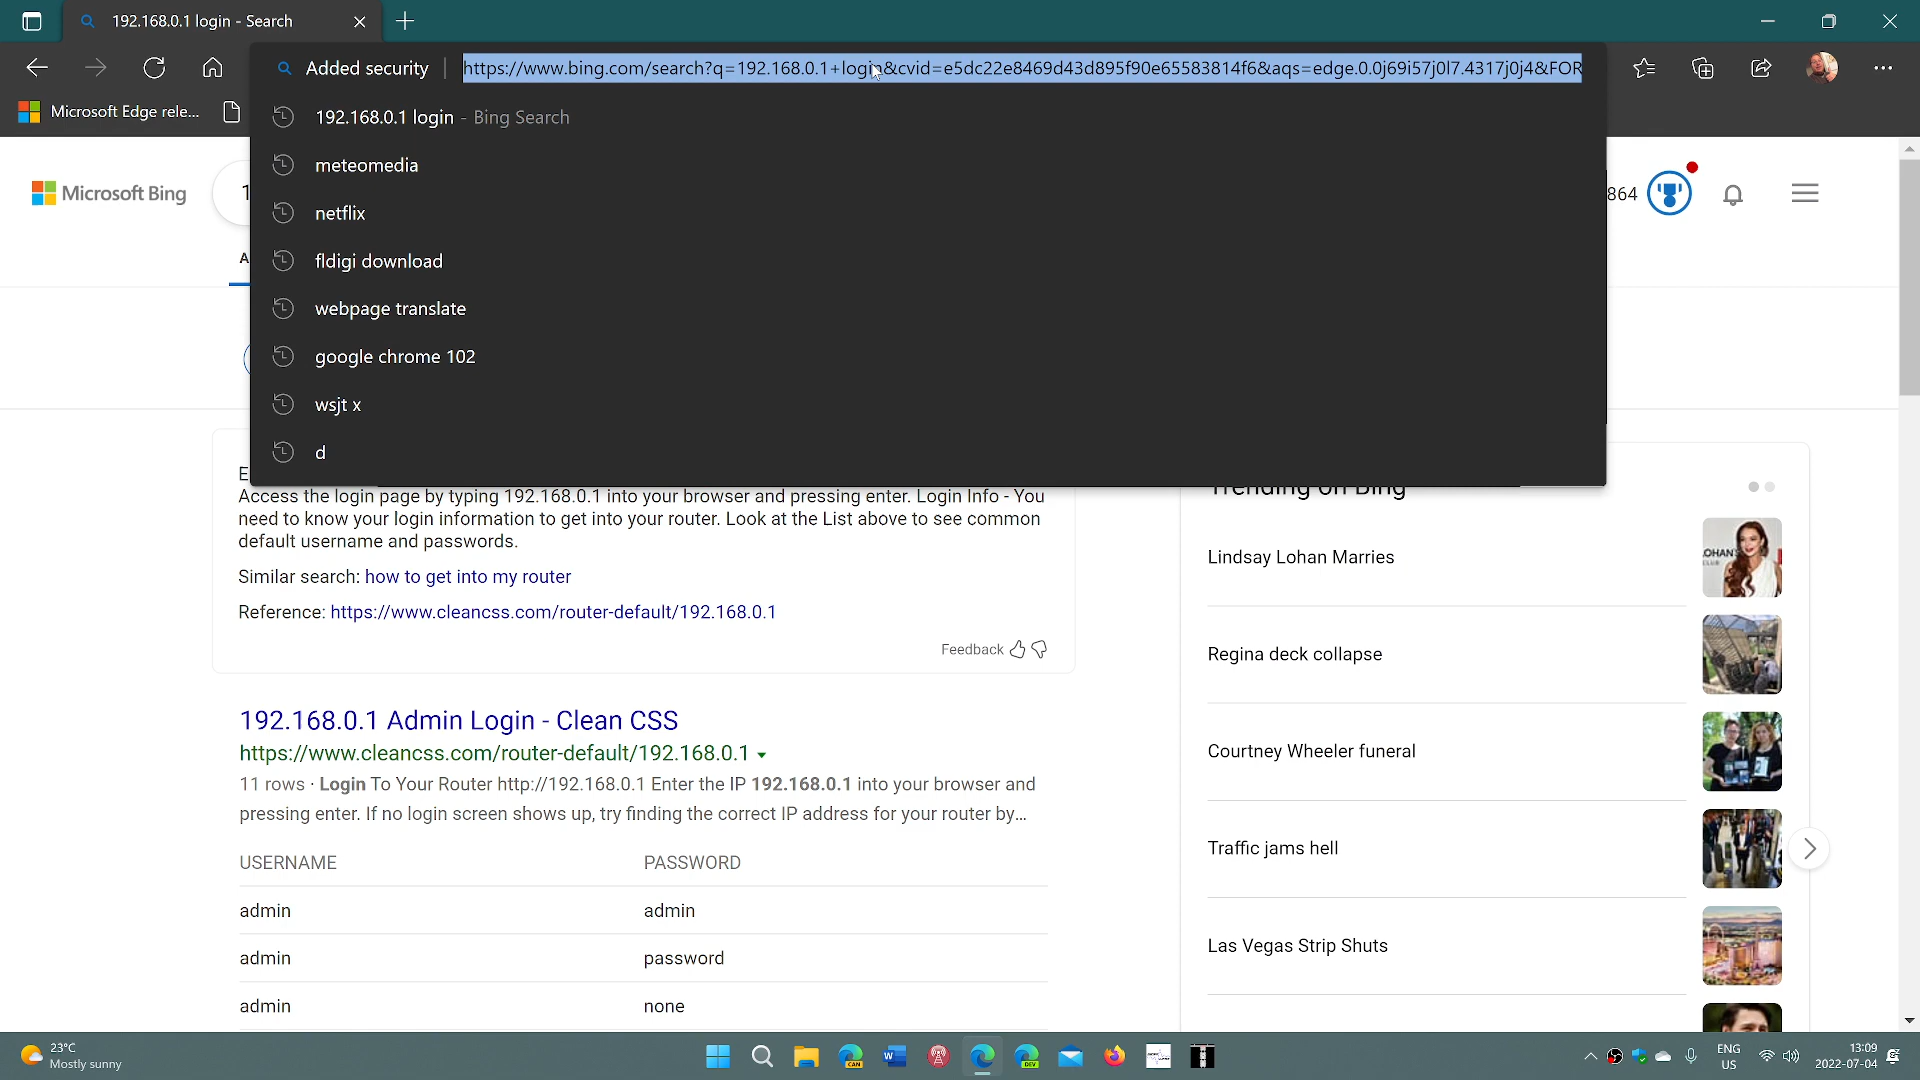 192.168.0.1 login - Search
Added security
https://www.bing.com/search?q=192.168.0.1+login&cvid=e5dc22e8469d43d895f90e65583814f6&aqs=edge.0.0j69i57j0l7.4317j0j4&FOR
Microsoft Edge rele...
192.168.0.1 login - Bing Search
meteomedia
netflix
fldigi download
webpage translate
google chrome 102
wsjt x
d
Microsoft Bing
1
864
A
E
Access the login page by typing 192.168.0.1 into your browser and pressing enter. Login Info - You
need to know your login information to get into your router. Look at the List above to see common
default username and passwords.
Similar search: how to get into my router
Reference: https://www.cleancss.com/router-default/192.168.0.1
Feedback
192.168.0.1 Admin Login - Clean CSS
https://www.cleancss.com/router-default/192.168.0.1
11 rows · Login To Your Router http://192.168.0.1 Enter the IP 192.168.0.1 into your browser and
pressing enter. If no login screen shows up, try finding the correct IP address for your router by...
USERNAME PASSWORD
admin admin
admin password
admin none
Trending on Bing
Lindsay Lohan Marries
Regina deck collapse
Courtney Wheeler funeral
Traffic jams hell
Las Vegas Strip Shuts
23°C
Mostly sunny
CAN
DEV
ENG
US
13:09
2022-07-04